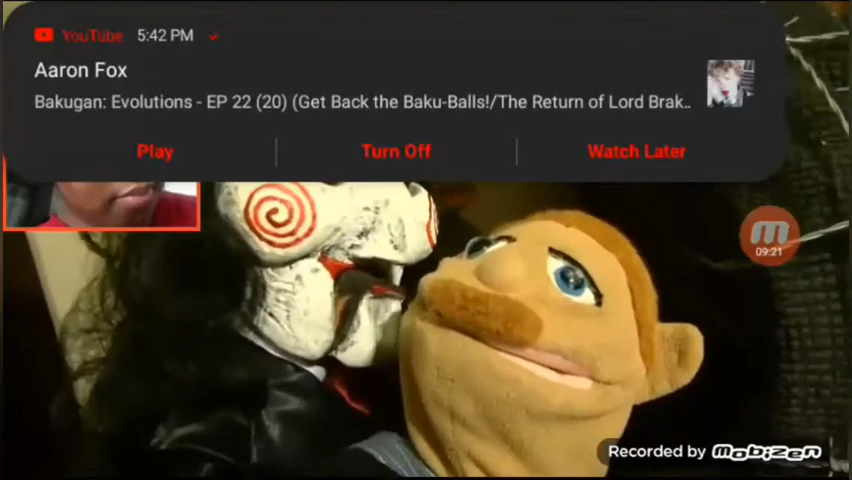 YouTube 5:42 PM
Aaron Fox
Bakugan: Evolutions - EP 22 (20) (Get Back the Baku-Balls!/The Return of Lord Brak..
Play Turn Off Watch Later
09:21
Recorded by Mobizen